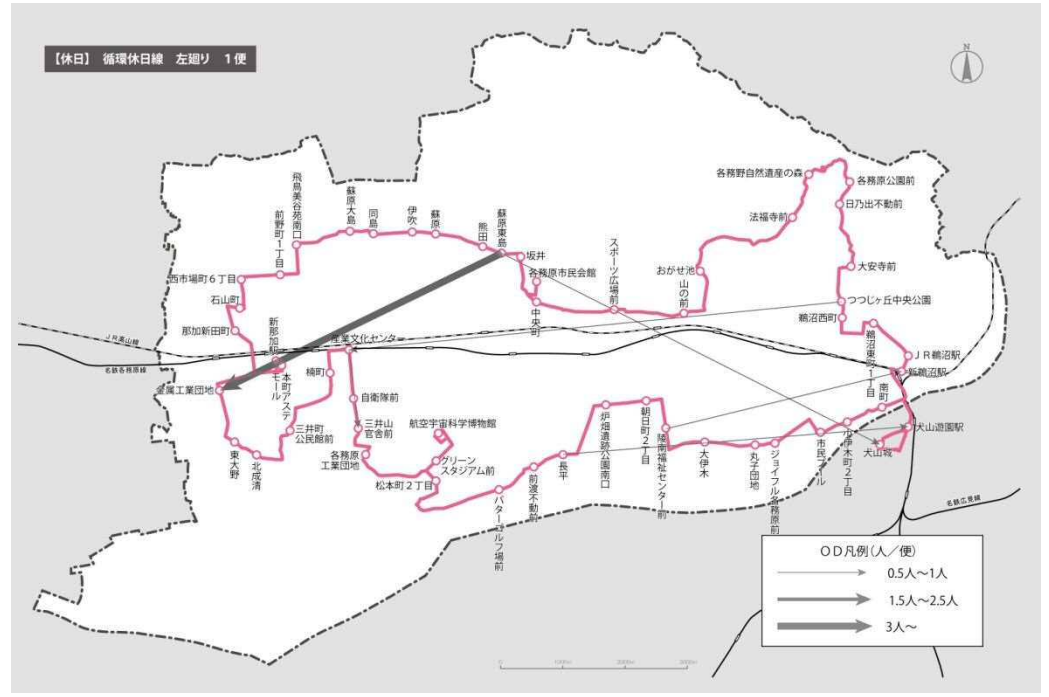 【休日】 循環休日線 左廻り 1便
N
各務野自然遺産の森
各務原公園前
日乃出不動前
法福寺前
大安寺前
おがせ池
山の前
スポーツ広場前
つつじヶ丘中央公園
鵜沼西町
鵜沼東町1丁目
JR鵜沼駅
新鵜沼駅
南町
犬山遊園駅
犬山城
小伊木町2丁目
市民プール
ジョイフル各務原前
丸子団地
大伊木
陵南福祉センター前
朝日町2丁目
炉畑遺跡公園南口
長平
前渡不動前
パターゴルフ場前
松本町2丁目
グリーン
スタジアム前
航空宇宙科学博物館
各務原
工業団地
三井山
官舎前
自衛隊前
産業文化センター
楠町
三井町
公民館前
北成清
東大野
金属工業団地
本町アステ
モール
新那加駅
那加新田町
石山町
西市場町6丁目
前野町1丁目
飛鳥美谷苑南口
蘇原大島
同島
伊吹
蘇原
熊田
蘇原東島
坂井
各務原市民会館
中央町
JR高山線
名鉄各務原線
名鉄広見線
OD凡例(人/便)
0.5人〜1人
1.5人〜2.5人
3人〜
0 1000m 2000m 3000m